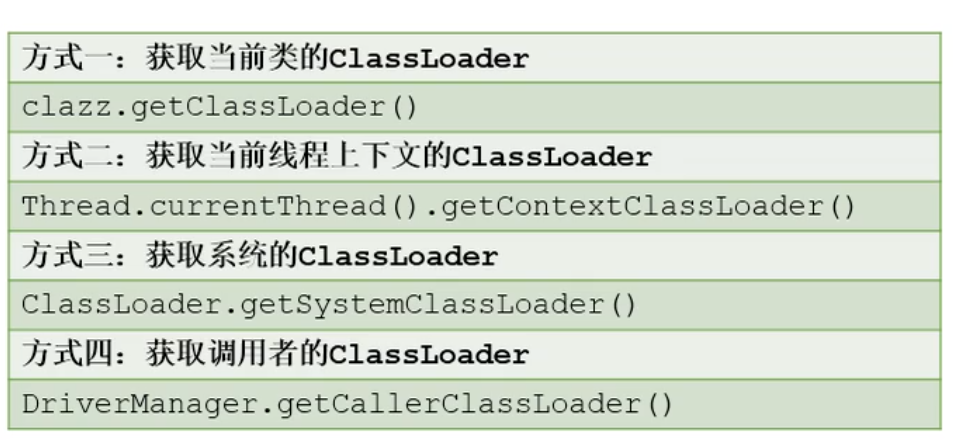 方式一：获取当前类的ClassLoader
clazz.getClassLoader()
方式二：获取当前线程上下文的ClassLoader
Thread.currentThread().getContextClassLoader()
方式三：获取系统的ClassLoader
ClassLoader.getSystemClassLoader()
方式四：获取调用者的ClassLoader
DriverManager.getCallerClassLoader()